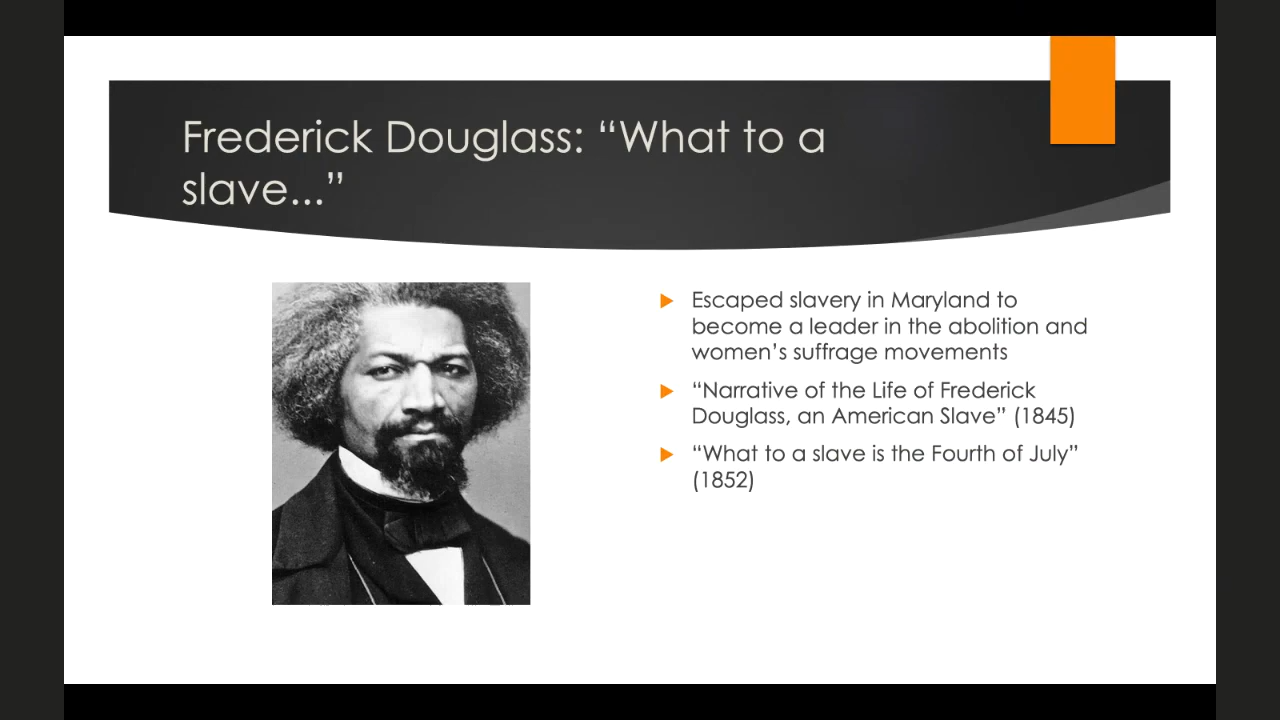 Frederick Douglass: “What to a
slave...”
Escaped slavery in Maryland to
become a leader in the abolition and
women’s suffrage movements
“Narrative of the Life of Frederick
Douglass, an American Slave” (1845)
“What to a slave is the Fourth of July”
(1852)